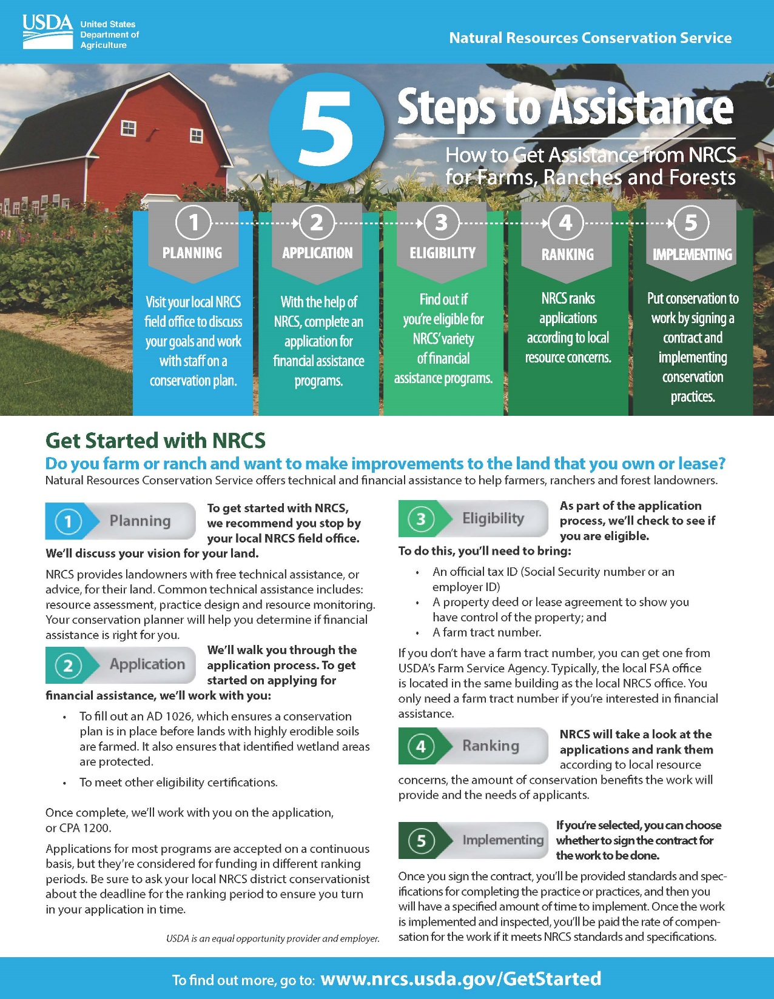 USDA
United States
Department of
Agriculture
Natural Resources Conservation Service
5
Steps to Assistance
How to Get Assistance from NRCS
for Farms, Ranches and Forests
1
PLANNING
Visit your local NRCS
field office to discuss
your goals and work
with staff on a
conservation plan.
2
APPLICATION
With the help of
NRCS, complete an
application for
financial assistance
programs.
3
ELIGIBILITY
Find out if
you're eligible for
NRCS' variety
of financial
assistance programs.
4
RANKING
NRCS ranks
applications
according to local
resource concerns.
5
IMPLEMENTING
Put conservation to
work by signing a
contract and
implementing
conservation
practices.
Get Started with NRCS
Do you farm or ranch and want to make improvements to the land that you own or lease?
Natural Resources Conservation Service offers technical and financial assistance to help farmers, ranchers and forest landowners.
1 Planning
To get started with NRCS,
we recommend you stop by
your local NRCS field office.
We'll discuss your vision for your land.
NRCS provides landowners with free technical assistance, or
advice, for their land. Common technical assistance includes:
resource assessment, practice design and resource monitoring.
Your conservation planner will help you determine if financial
assistance is right for you.
2 Application
We'll walk you through the
application process. To get
started on applying for
financial assistance, we'll work with you:
• To fill out an AD 1026, which ensures a conservation
plan is in place before lands with highly erodible soils
are farmed. It also ensures that identified wetland areas
are protected.
• To meet other eligibility certifications.
Once complete, we'll work with you on the application,
or CPA 1200.
Applications for most programs are accepted on a continuous
basis, but they're considered for funding in different ranking
periods. Be sure to ask your local NRCS district conservationist
about the deadline for the ranking period to ensure you turn
in your application in time.
USDA is an equal opportunity provider and employer.
3 Eligibility
As part of the application
process, we'll check to see if
you are eligible.
To do this, you'll need to bring:
• An official tax ID (Social Security number or an
employer ID)
• A property deed or lease agreement to show you
have control of the property; and
• A farm tract number.
If you don't have a farm tract number, you can get one from
USDA's Farm Service Agency. Typically, the local FSA office
is located in the same building as the local NRCS office. You
only need a farm tract number if you're interested in financial
assistance.
4 Ranking
NRCS will take a look at the
applications and rank them
according to local resource
concerns, the amount of conservation benefits the work will
provide and the needs of applicants.
5 Implementing
If you're selected, you can choose
whether to sign the contract for
the work to be done.
Once you sign the contract, you'll be provided standards and spec-
ifications for completing the practice or practices, and then you
will have a specified amount of time to implement. Once the work
is implemented and inspected, you'll be paid the rate of compen-
sation for the work if it meets NRCS standards and specifications.
To find out more, go to: www.nrcs.usda.gov/GetStarted